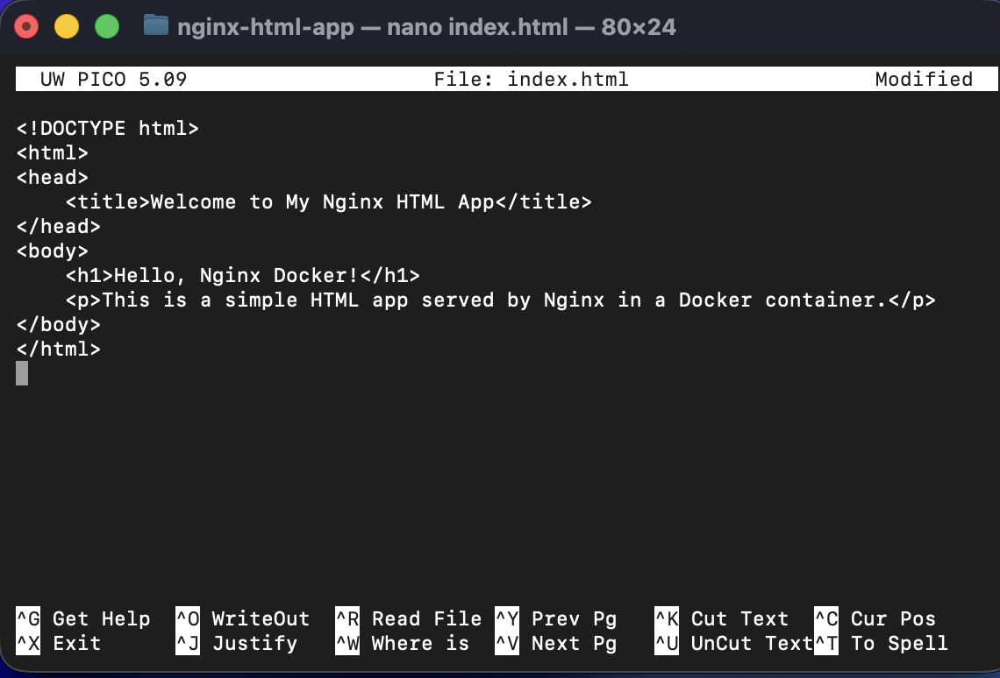 nginx-html-app — nano index.html — 80×24
UW PICO 5.09 File: index.html Modified
<!DOCTYPE html>
<html>
<head>
    <title>Welcome to My Nginx HTML App</title>
</head>
<body>
    <h1>Hello, Nginx Docker!</h1>
    <p>This is a simple HTML app served by Nginx in a Docker container.</p>
</body>
</html>
^G Get Help ^O WriteOut ^R Read File ^Y Prev Pg ^K Cut Text ^C Cur Pos
^X Exit ^J Justify ^W Where is ^V Next Pg ^U UnCut Text ^T To Spell